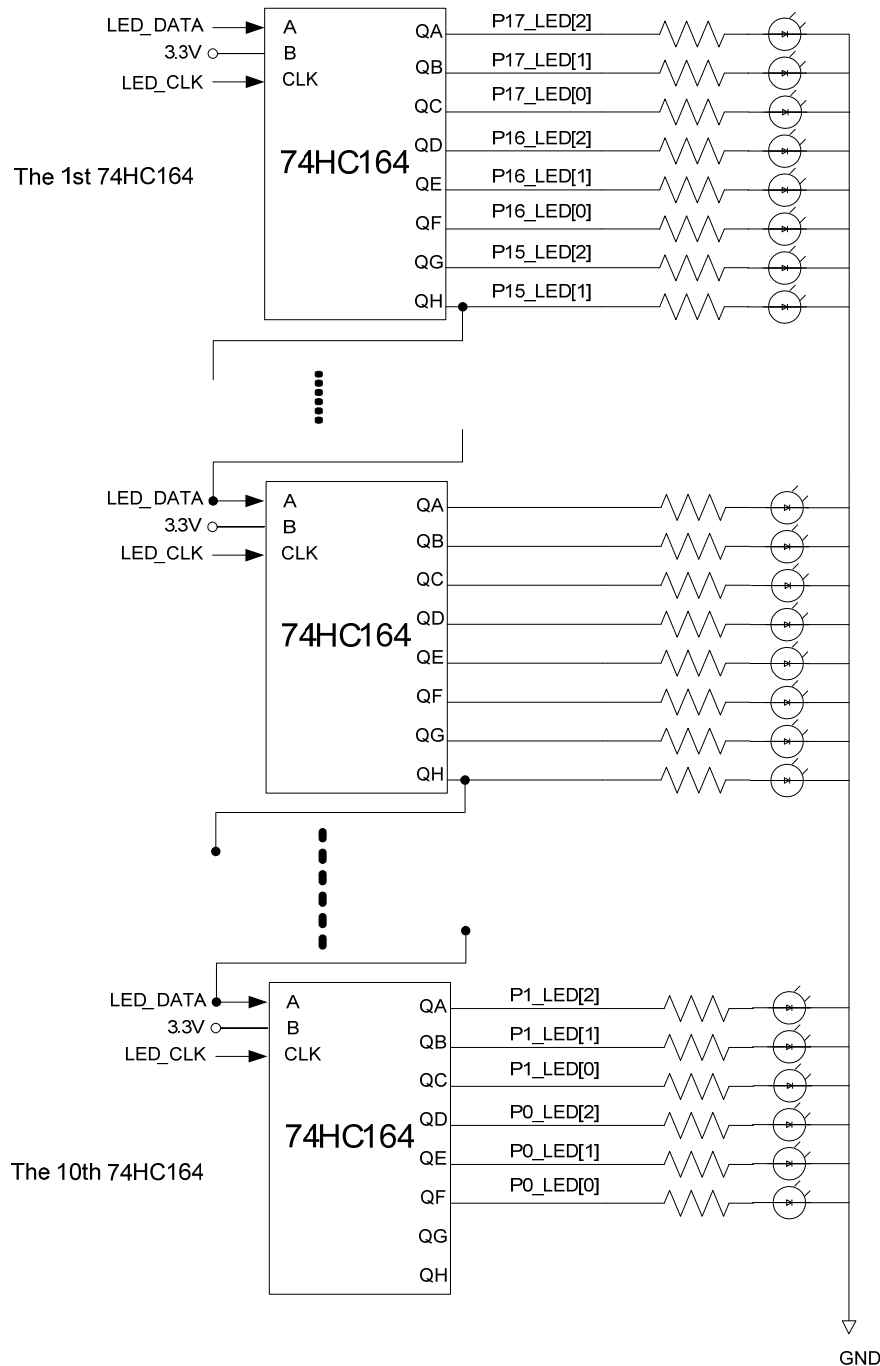 LED_DATA A QA P17_LED[2]
3.3V B QB P17_LED[1]
LED_CLK CLK QC P17_LED[0]
74HC164 QD P16_LED[2]
The 1st 74HC164 QE P16_LED[1]
QF P16_LED[0]
QG P15_LED[2]
QH P15_LED[1]
LED_DATA A QA
3.3V B QB
LED_CLK CLK QC
74HC164 QD
QE
QF
QG
QH
LED_DATA A QA P1_LED[2]
3.3V B QB P1_LED[1]
LED_CLK CLK QC P1_LED[0]
74HC164 QD P0_LED[2]
The 10th 74HC164 QE P0_LED[1]
QF P0_LED[0]
QG
QH
GND